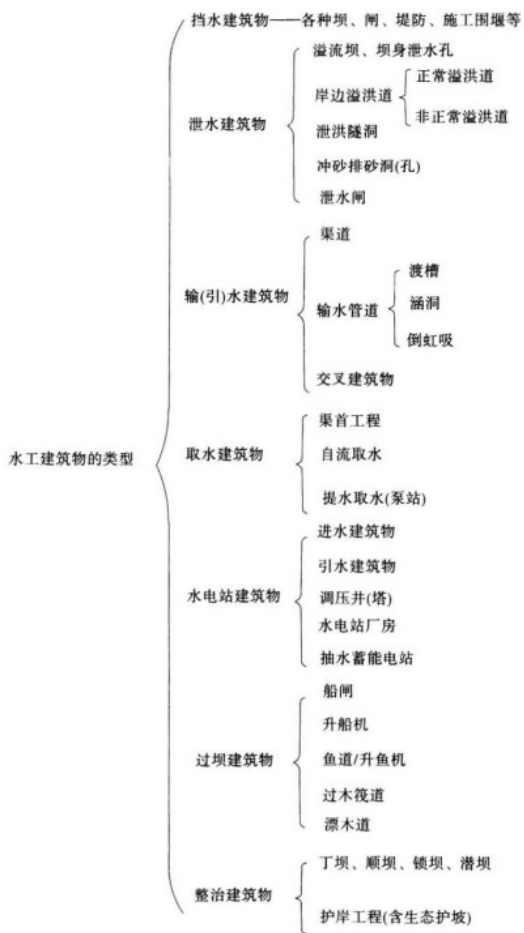 挡水建筑物——各种坝、闸、堤防、施工围堰等
溢流坝、坝身泄水孔
正常溢洪道
岸边溢洪道
非正常溢洪道
泄水建筑物
泄洪隧洞
冲砂排砂洞(孔)
泄水闸
渠道
渡槽
输(引)水建筑物
输水管道
涵洞
倒虹吸
交叉建筑物
渠首工程
取水建筑物
自流取水
水工建筑物的类型
提水取水(泵站)
进水建筑物
引水建筑物
水电站建筑物
调压井(塔)
水电站厂房
抽水蓄能电站
船闸
升船机
过坝建筑物
鱼道/升鱼机
过木筏道
漂木道
丁坝、顺坝、锁坝、潜坝
整治建筑物
护岸工程(含生态护坡)